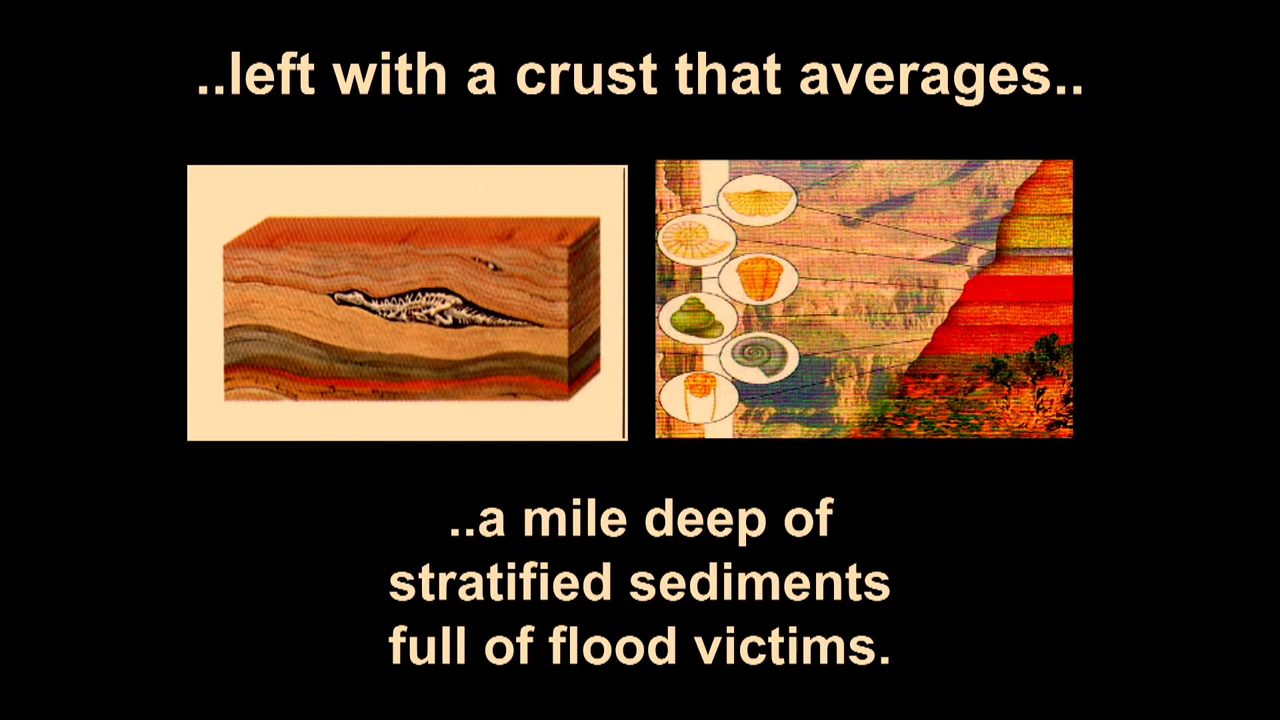 ..left with a crust that averages..
..a mile deep of
stratified sediments
full of flood victims.